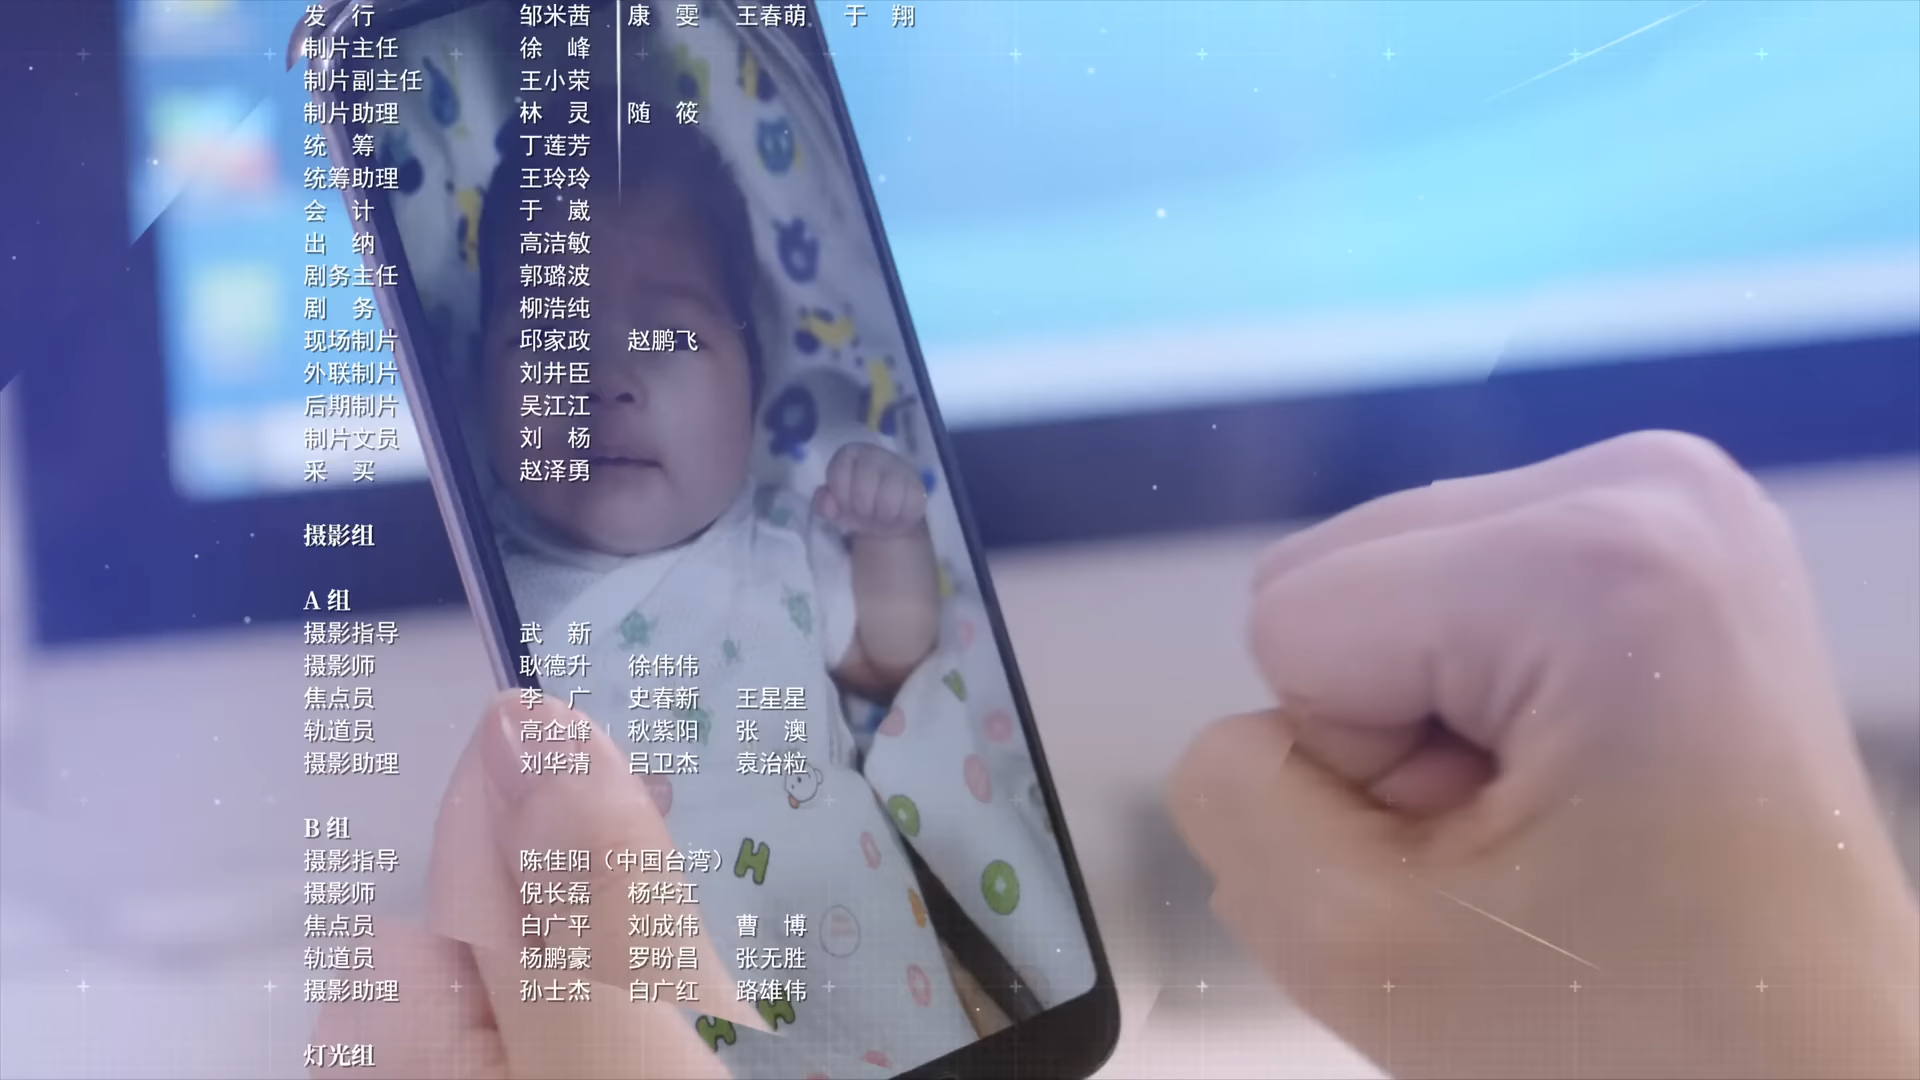 发 行 邹米茜 康 雯 王春萌 于 翔
制片主任 徐 峰
制片副主任 王小荣
制片助理 林 灵 随 筱
统 筹 丁莲芳
统筹助理 王玲玲
会 计 于 崴
出 纳 高洁敏
剧务主任 郭璐波
剧 务 柳浩纯
现场制片 邱家政 赵鹏飞
外联制片 刘井臣
后期制片 吴江江
制片文员 刘 杨
采 买 赵泽勇
摄影组
A 组
摄影指导 武 新
摄影师 耿德升 徐伟伟
焦点员 李 广 史春新 王星星
轨道员 高企峰 秋紫阳 张 澳
摄影助理 刘华清 吕卫杰 袁治粒
B 组
摄影指导 陈佳阳（中国台湾）
摄影师 倪长磊 杨华江
焦点员 白广平 刘成伟 曹 博
轨道员 杨鹏豪 罗盼昌 张无胜
摄影助理 孙士杰 白广红 路雄伟
灯光组